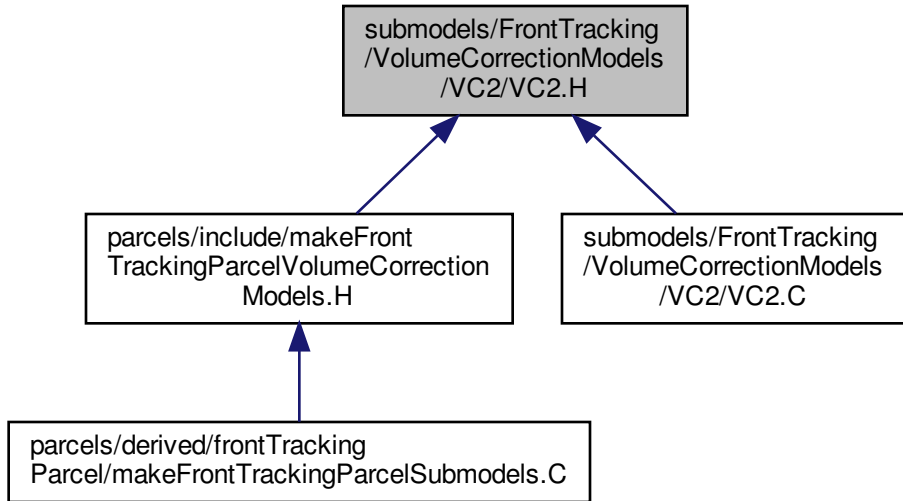 submodels/FrontTracking
/VolumeCorrectionModels
/VC2/VC2.H
parcels/include/makeFront
TrackingParcelVolumeCorrection
Models.H
submodels/FrontTracking
/VolumeCorrectionModels
/VC2/VC2.C
parcels/derived/frontTracking
Parcel/makeFrontTrackingParcelSubmodels.C